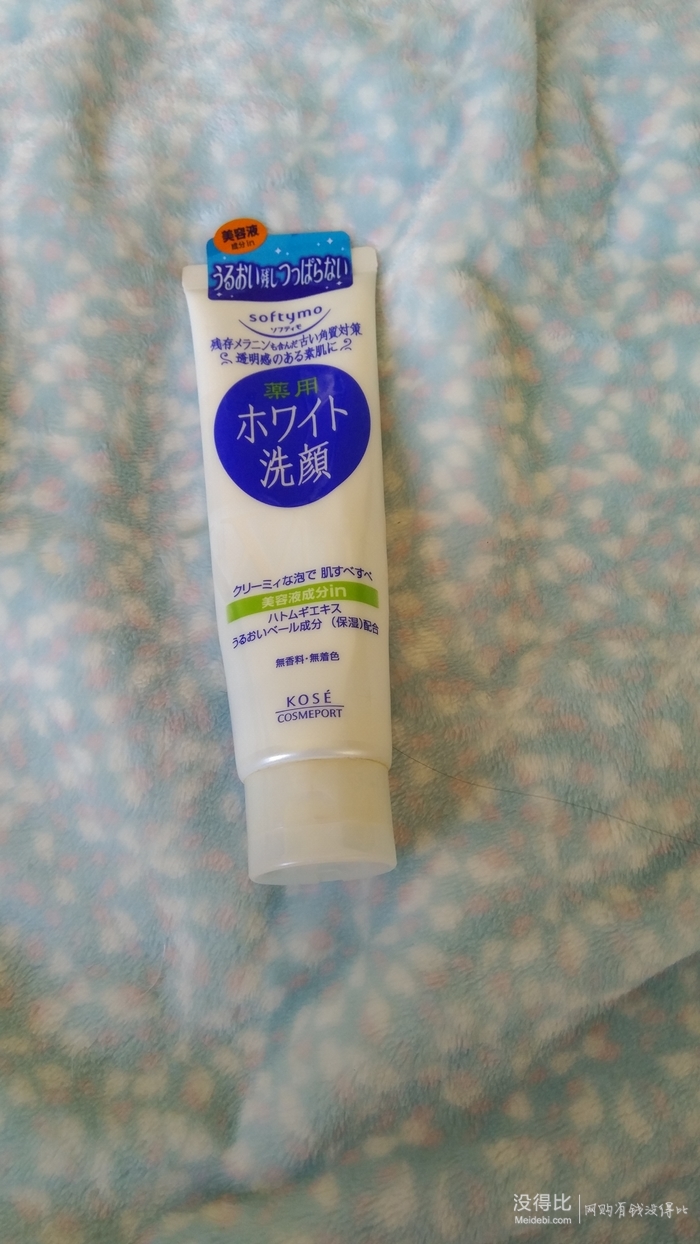 美容液
成分in
うるおい残しつっぱらない
softymo
ソフティモ
残存メラニンも含んだ古い角質対策
透明感のある素肌に
薬用
ホワイト
洗顔
クリーミィな泡で 肌すべすべ
美容液成分in
ハトムギエキス
うるおいベール成分 (保湿)配合
無香料・無着色
KOSÉ
COSMEPORT
没得比
Meidebi.com
网购有钱没得比